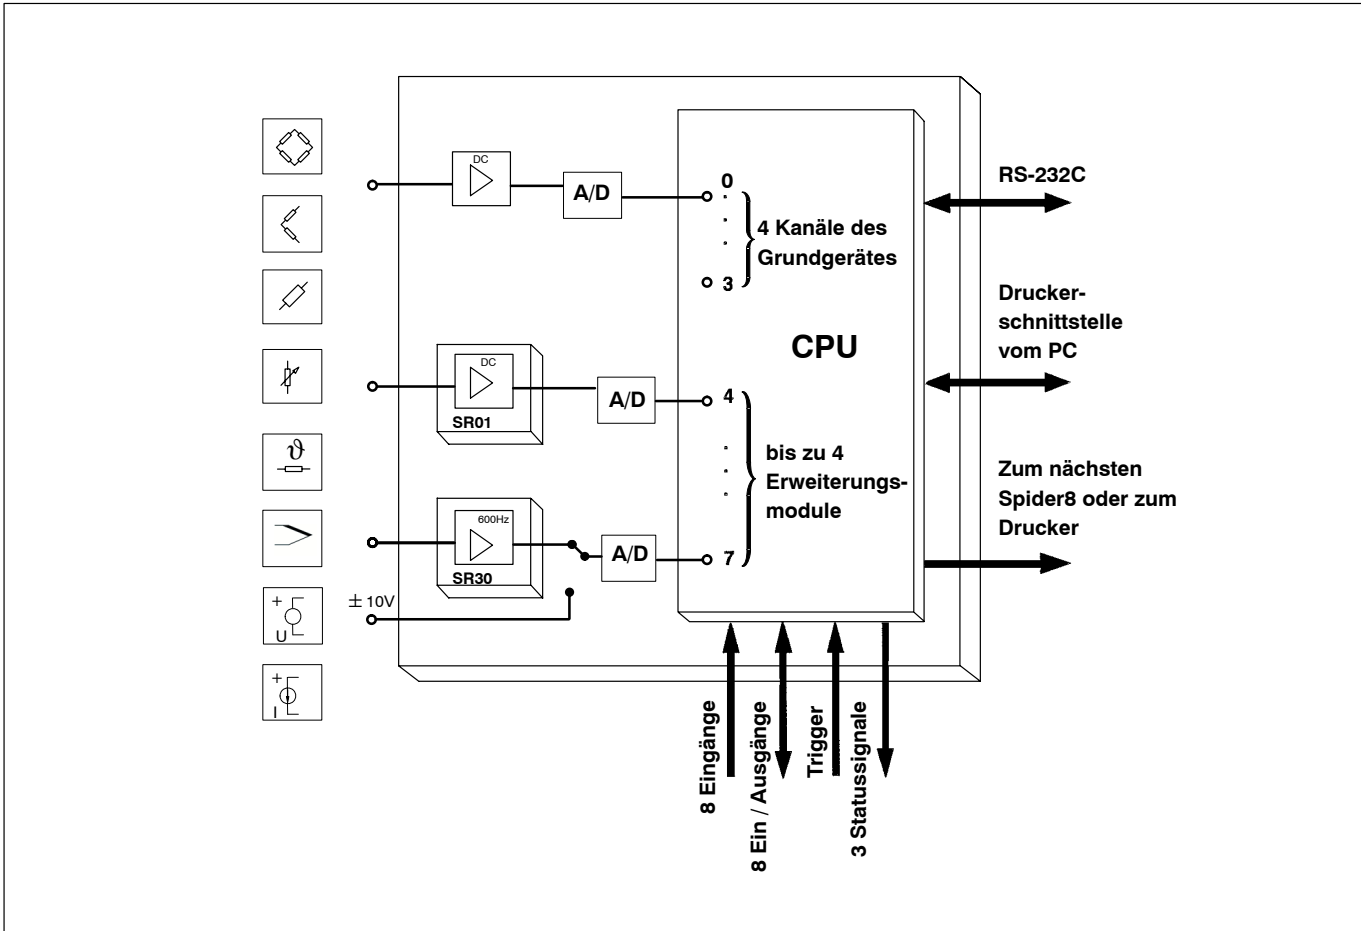 DC
A/D
0
4 Kanäle des
Grundgerätes
3
CPU
RS-232C
Drucker-
schnittstelle
vom PC
DC
SR01
A/D
4
bis zu 4
Erweiterungs-
module
Zum nächsten
Spider8 oder zum
Drucker
ϑ
600Hz
SR30
A/D
7
± 10V
+
U
+
I
8 Eingänge
8 Ein / Ausgänge
Trigger
3 Statussignale